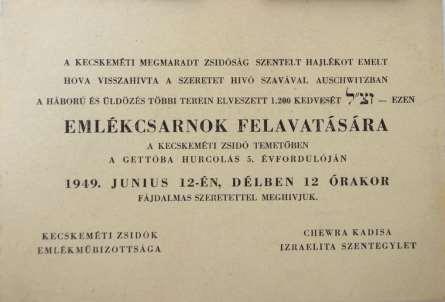 A KECSKEMÉTI MEGMARADT ZSIDÓSÁG SZENTELT HAJLÉKOT EMELT
HOVA VISSZAHIVTA A SZERETET HIVÓ SZAVÁVAL AUSCHWITZBAN
A HÁBORÚ ÉS ÜLDÖZÉS TÖBBI TEREIN ELVESZETT 1.200 KEDVESÉT זצ״ל — EZEN
EMLÉKCSARNOK FELAVATÁSÁRA
A KECSKEMÉTI ZSIDÓ TEMETŐBEN
A GETTÓBA HURCOLÁS 5. ÉVFORDULÓJÁN
1949. JUNIUS 12-ÉN, DÉLBEN 12 ÓRAKOR
FÁJDALMAS SZERETETTEL MEGHIVJUK.
KECSKEMÉTI ZSIDÓK
EMLÉKMŰBIZOTTSÁGA
CHEWRA KADISA
IZRAELITA SZENTEGYLET